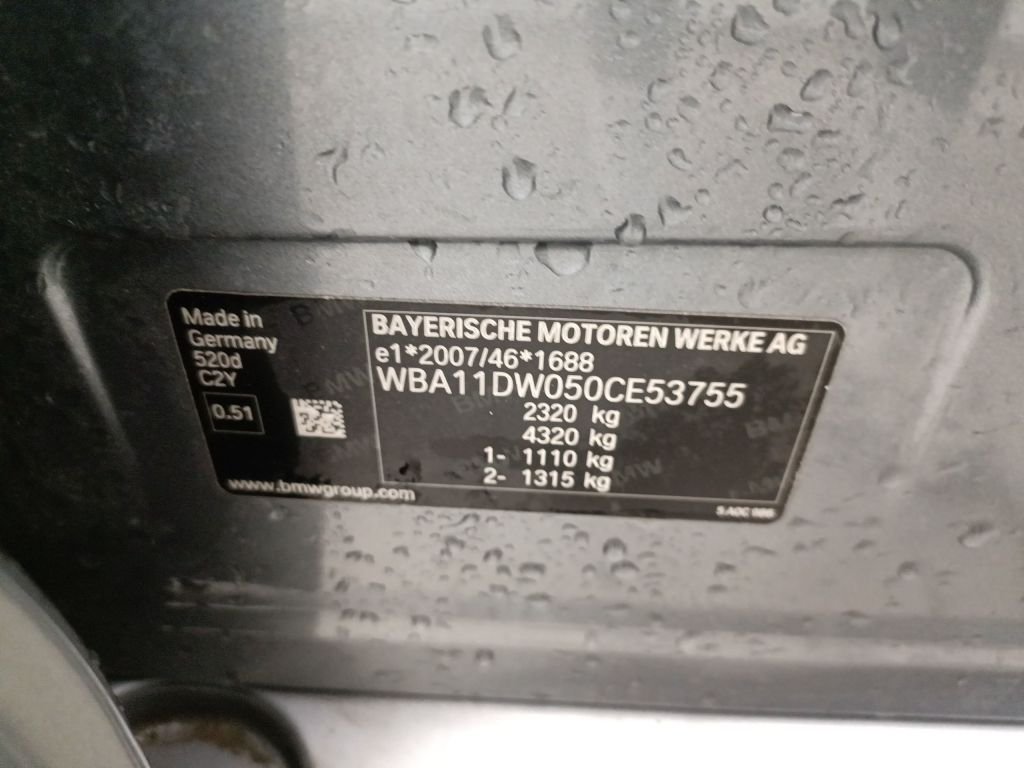 Made in
Germany
520d
C2Y
0.51
www.bmwgroup.com
BAYERISCHE MOTOREN WERKE AG
e1*2007/46*1688
WBA11DW050CE53755
2320 kg
4320 kg
1- 1110 kg
2- 1315 kg